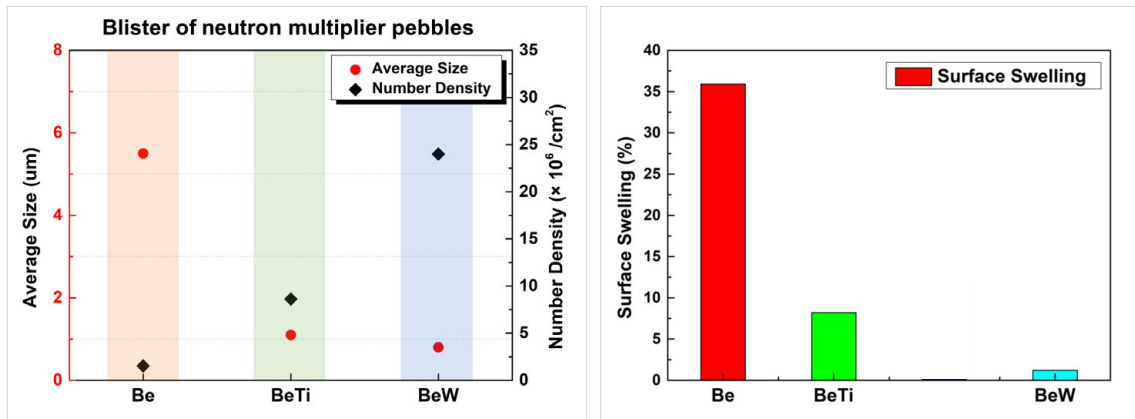 Blister of neutron multiplier pebbles
Average Size
Number Density
Average Size (um)
8
6
4
2
0
35
30
25
20
15
10
5
0
Number Density (× 10⁶ /cm²)
Be
BeTi
BeW
Surface Swelling
Surface Swelling (%)
40
35
30
25
20
15
10
5
0
Be
BeTi
BeW